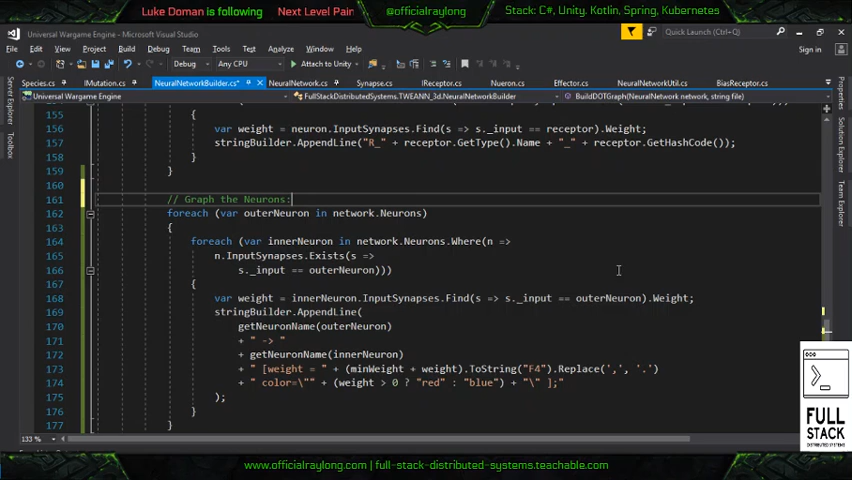 Luke Doman is following
Next Level Pain
@officialraylong
Stack: C#, Unity, Kotlin, Spring, Kubernetes
Universal Wargame Engine - Microsoft Visual Studio
Quick Launch (Ctrl+Q)
File Edit View Project Build Debug Team Tools Test Analyze Window Help
Sign in
Debug Any CPU Attach to Unity
Species.cs IMutation.cs NeuralNetworkBuilder.cs* NeuralNetwork.cs Synapse.cs IReceptor.cs Nueron.cs Effector.cs NeuralNetworkUtil.cs BiasReceptor.cs
Universal Wargame Engine
FullStackDistributedSystems.TWEANN_3d.NeuralNetworkBuilder
BuildDOTGraph(NeuralNetwork network, string file)
Server Explorer
Toolbox
Solution Explorer
Team Explorer
155 {
156 var weight = neuron.InputSynapses.Find(s => s._input == receptor).Weight;
157 stringBuilder.AppendLine("R_" + receptor.GetType().Name + "_" + receptor.GetHashCode());
158 }
159 }
160
161 // Graph the Neurons:
162 foreach (var outerNeuron in network.Neurons)
163 {
164 foreach (var innerNeuron in network.Neurons.Where(n =>
165 n.InputSynapses.Exists(s =>
166 s._input == outerNeuron)))
167 {
168 var weight = innerNeuron.InputSynapses.Find(s => s._input == outerNeuron).Weight;
169 stringBuilder.AppendLine(
170 getNeuronName(outerNeuron)
171 + " -> "
172 + getNeuronName(innerNeuron)
173 + " [weight = " + (minWeight + weight).ToString("F4").Replace(',', '.')
174 + " color=\"" + (weight > 0 ? "red" : "blue") + "\" ];"
175 );
176 }
177 }
133 %
FULL
STACK
www.officialraylong.com | full-stack-distributed-systems.teachable.com